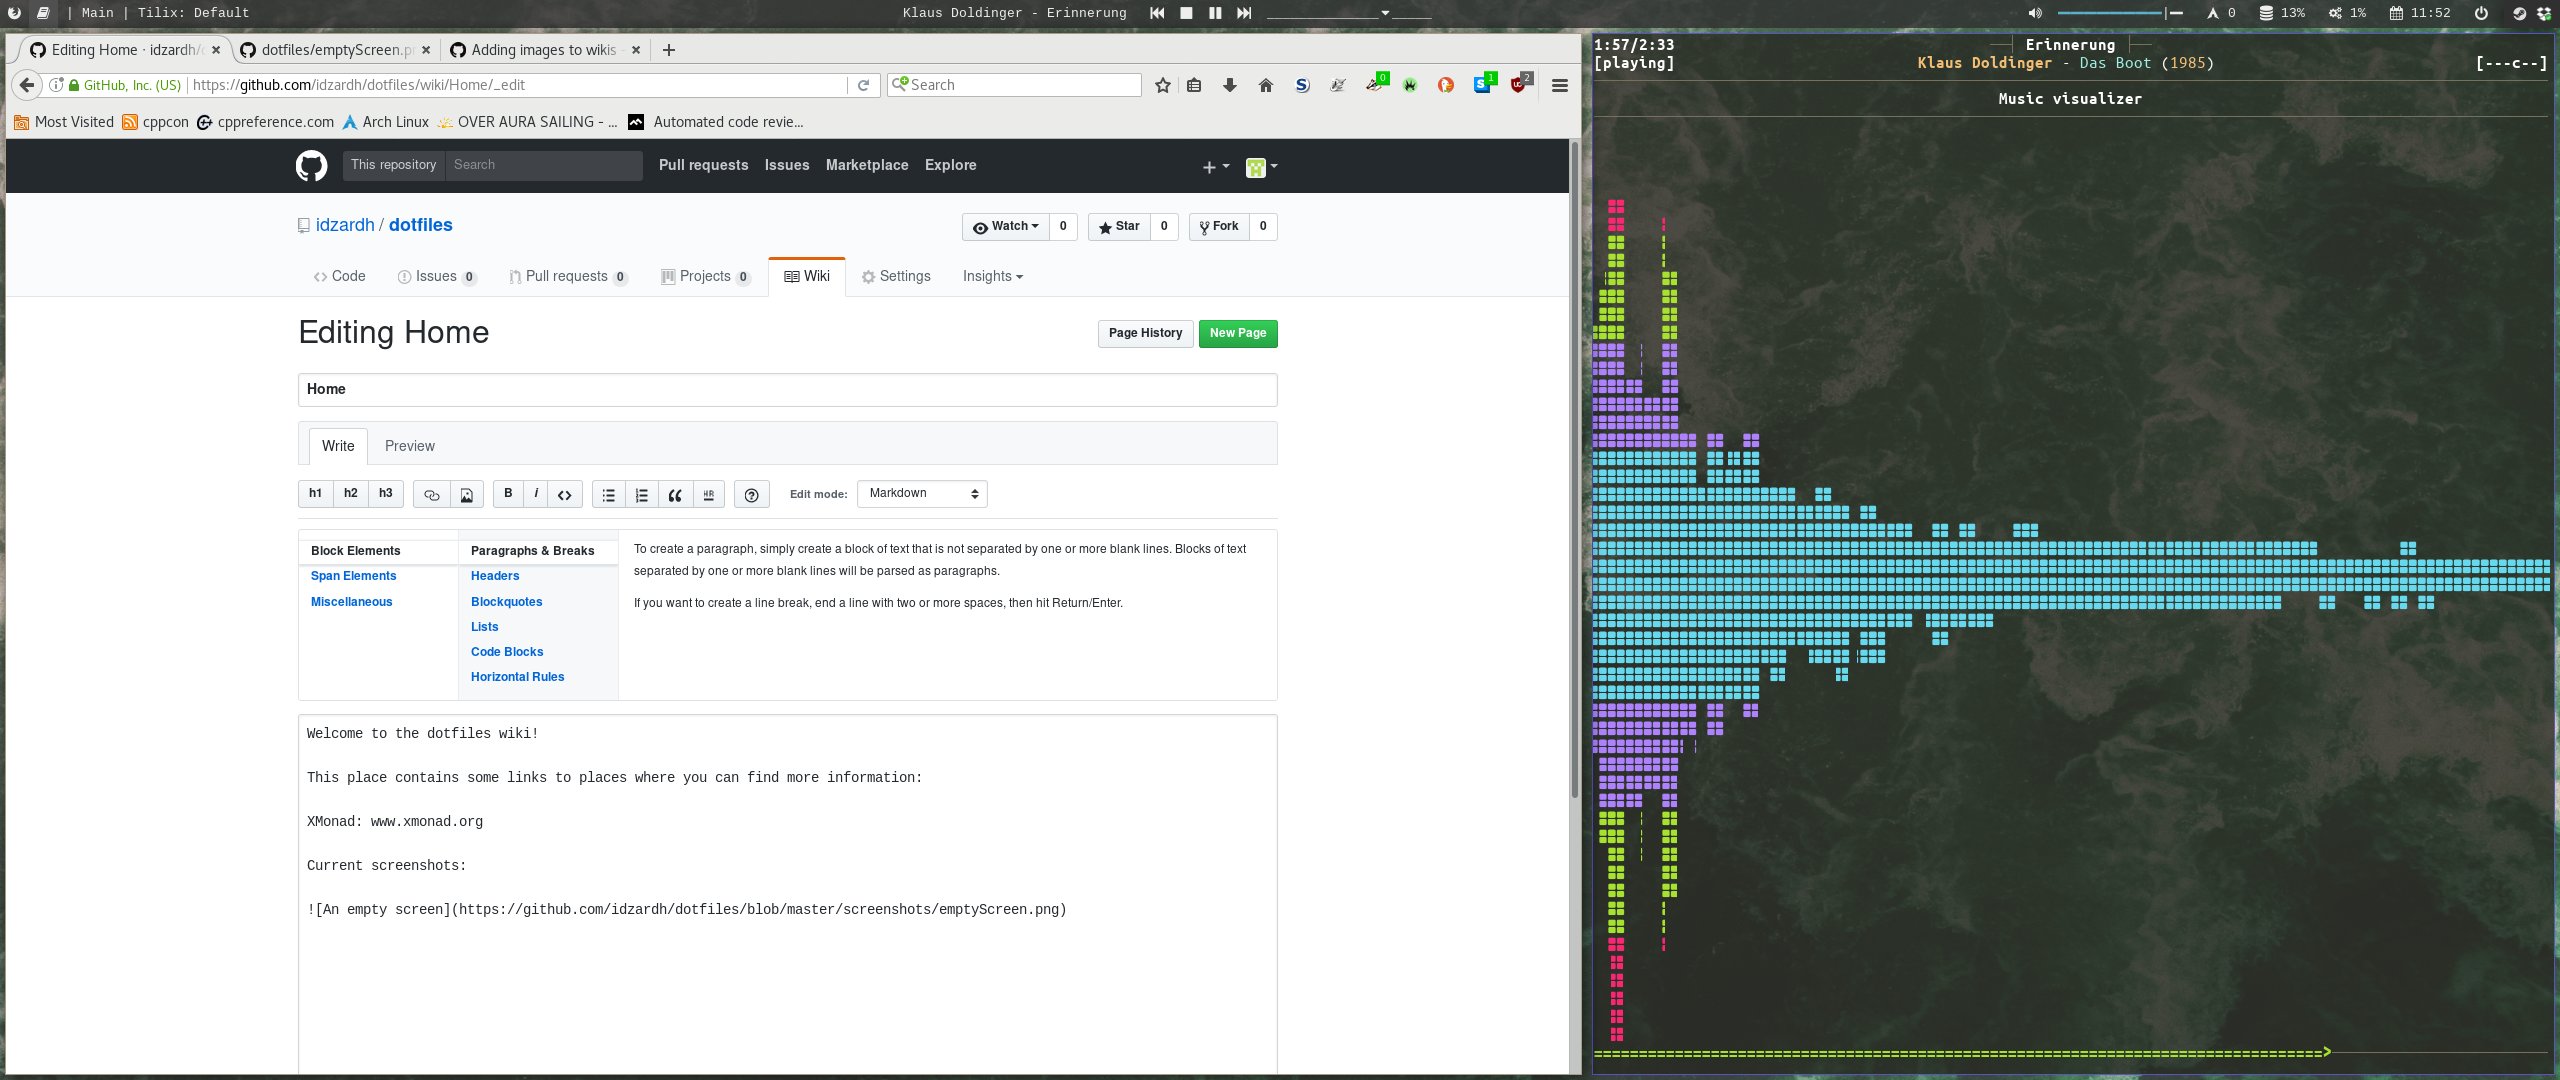 | Main | Tilix: Default
Klaus Doldinger - Erinnerung
0
13%
1%
11:52
Editing Home · idzardh/d
dotfiles/emptyScreen.p
Adding images to wikis -
GitHub, Inc. (US)
https://github.com/idzardh/dotfiles/wiki/Home/_edit
Search
0
1
2
Most Visited
cppcon
cppreference.com
Arch Linux
OVER AURA SAILING - ...
Automated code revie...
This repository
Search
Pull requests
Issues
Marketplace
Explore
idzardh / dotfiles
Watch 0
Star 0
Fork 0
Code
Issues 0
Pull requests 0
Projects 0
Wiki
Settings
Insights
Editing Home
Page History
New Page
Home
Write
Preview
h1
h2
h3
B
i
HR
Edit mode:
Markdown
Block Elements
Span Elements
Miscellaneous
Paragraphs & Breaks
Headers
Blockquotes
Lists
Code Blocks
Horizontal Rules
To create a paragraph, simply create a block of text that is not separated by one or more blank lines. Blocks of text
separated by one or more blank lines will be parsed as paragraphs.
If you want to create a line break, end a line with two or more spaces, then hit Return/Enter.
Welcome to the dotfiles wiki!
This place contains some links to places where you can find more information:
XMonad: www.xmonad.org
Current screenshots:
![An empty screen](https://github.com/idzardh/dotfiles/blob/master/screenshots/emptyScreen.png)
1:57/2:33
Erinnerung
[playing]
Klaus Doldinger - Das Boot (1985)
[---c--]
Music visualizer